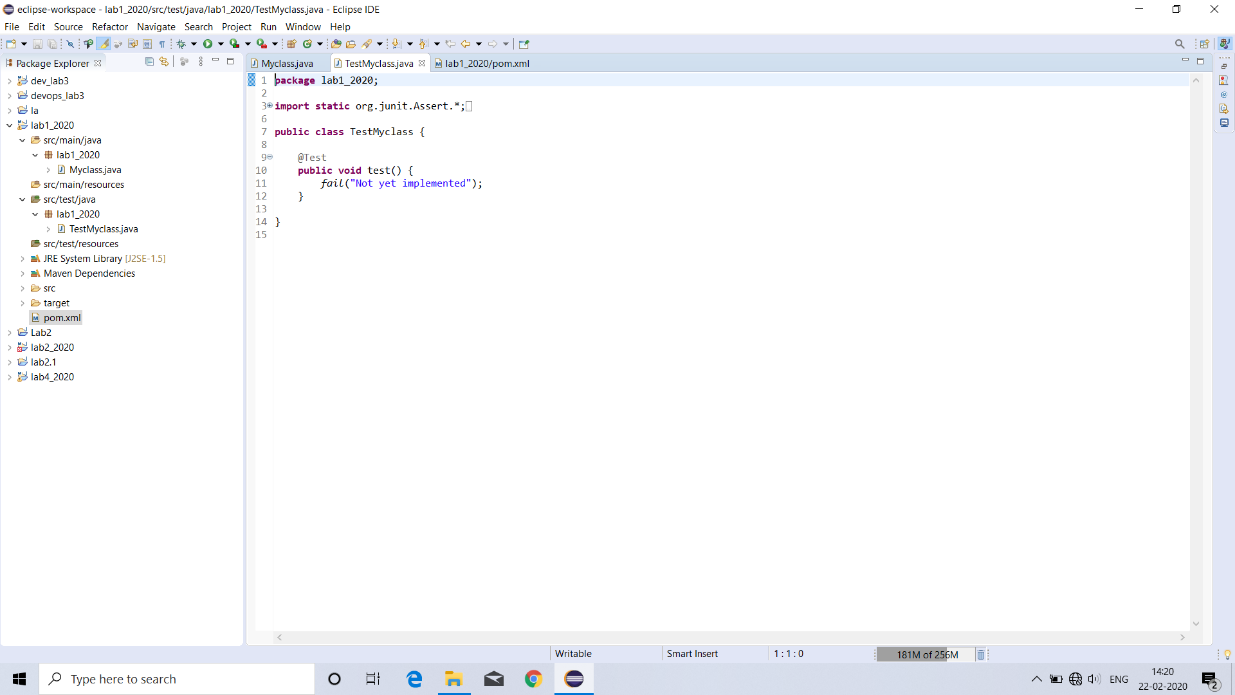 eclipse-workspace - lab1_2020/src/test/java/lab1_2020/TestMyclass.java - Eclipse IDE
File Edit Source Refactor Navigate Search Project Run Window Help
Package Explorer
Myclass.java TestMyclass.java lab1_2020/pom.xml
dev_lab3
devops_lab3
la
lab1_2020
src/main/java
lab1_2020
Myclass.java
src/main/resources
src/test/java
lab1_2020
TestMyclass.java
src/test/resources
JRE System Library [J2SE-1.5]
Maven Dependencies
src
target
pom.xml
Lab2
lab2_2020
lab2.1
lab4_2020
1 package lab1_2020;
2
3 import static org.junit.Assert.*;
6
7 public class TestMyclass {
8
9 @Test
10 public void test() {
11 fail("Not yet implemented");
12 }
13
14 }
15
Writable Smart Insert 1 : 1 : 0 181M of 256M
Type here to search
ENG
14:20
22-02-2020
2